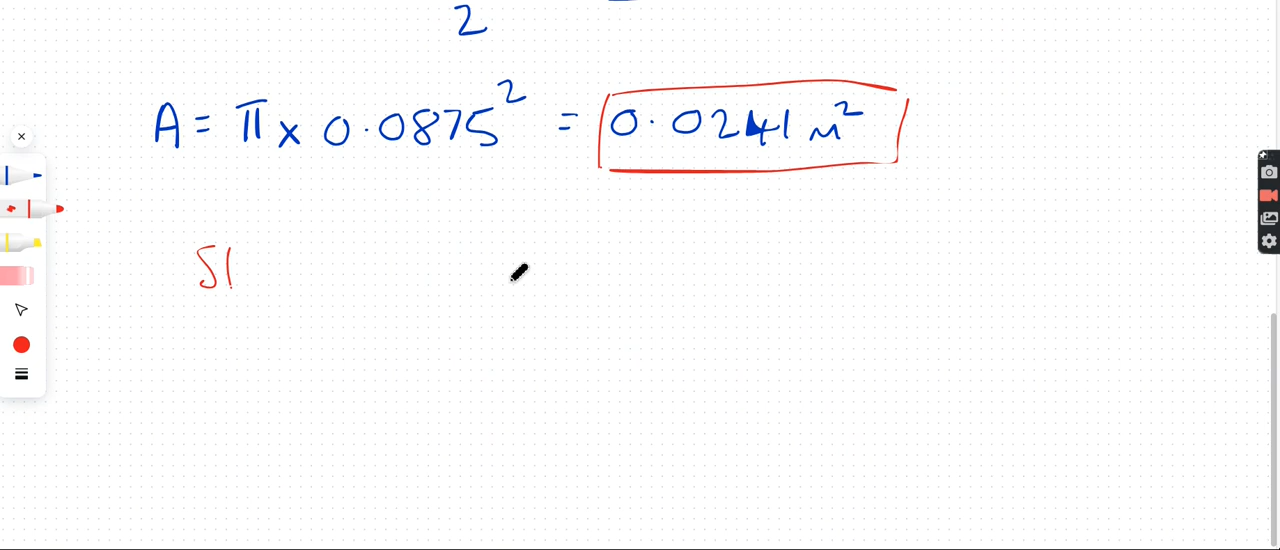 2
A = π x 0.0875² = 0.0241 m²
SI